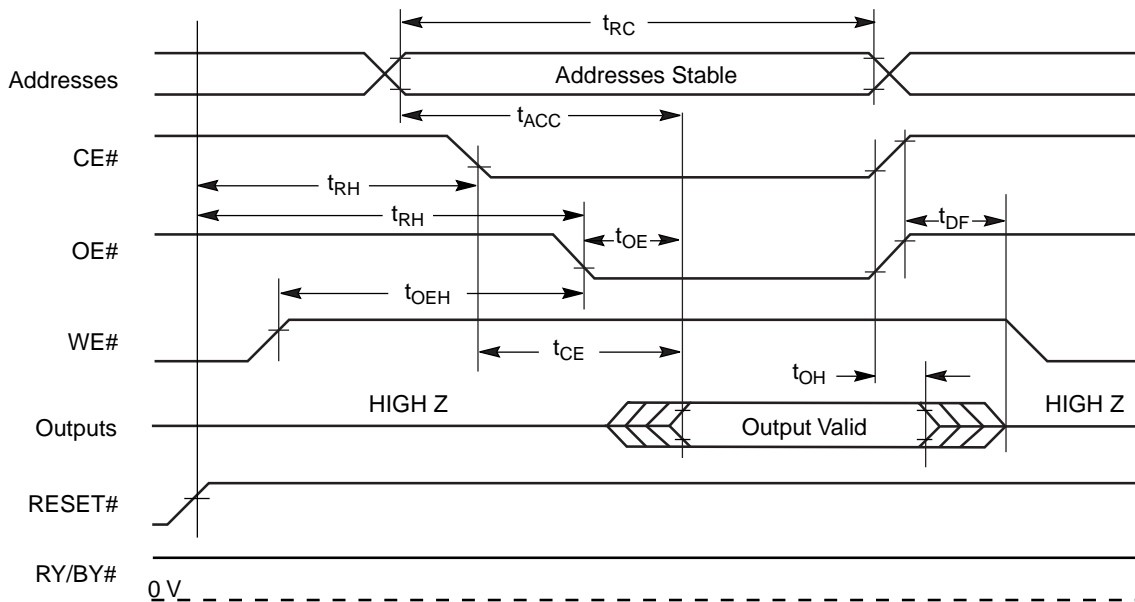 tRC
Addresses
Addresses Stable
tACC
CE#
tRH
tRH
tDF
OE#
tOE
tOEH
WE#
tCE
tOH
HIGH Z
HIGH Z
Outputs
Output Valid
RESET#
RY/BY#
0 V